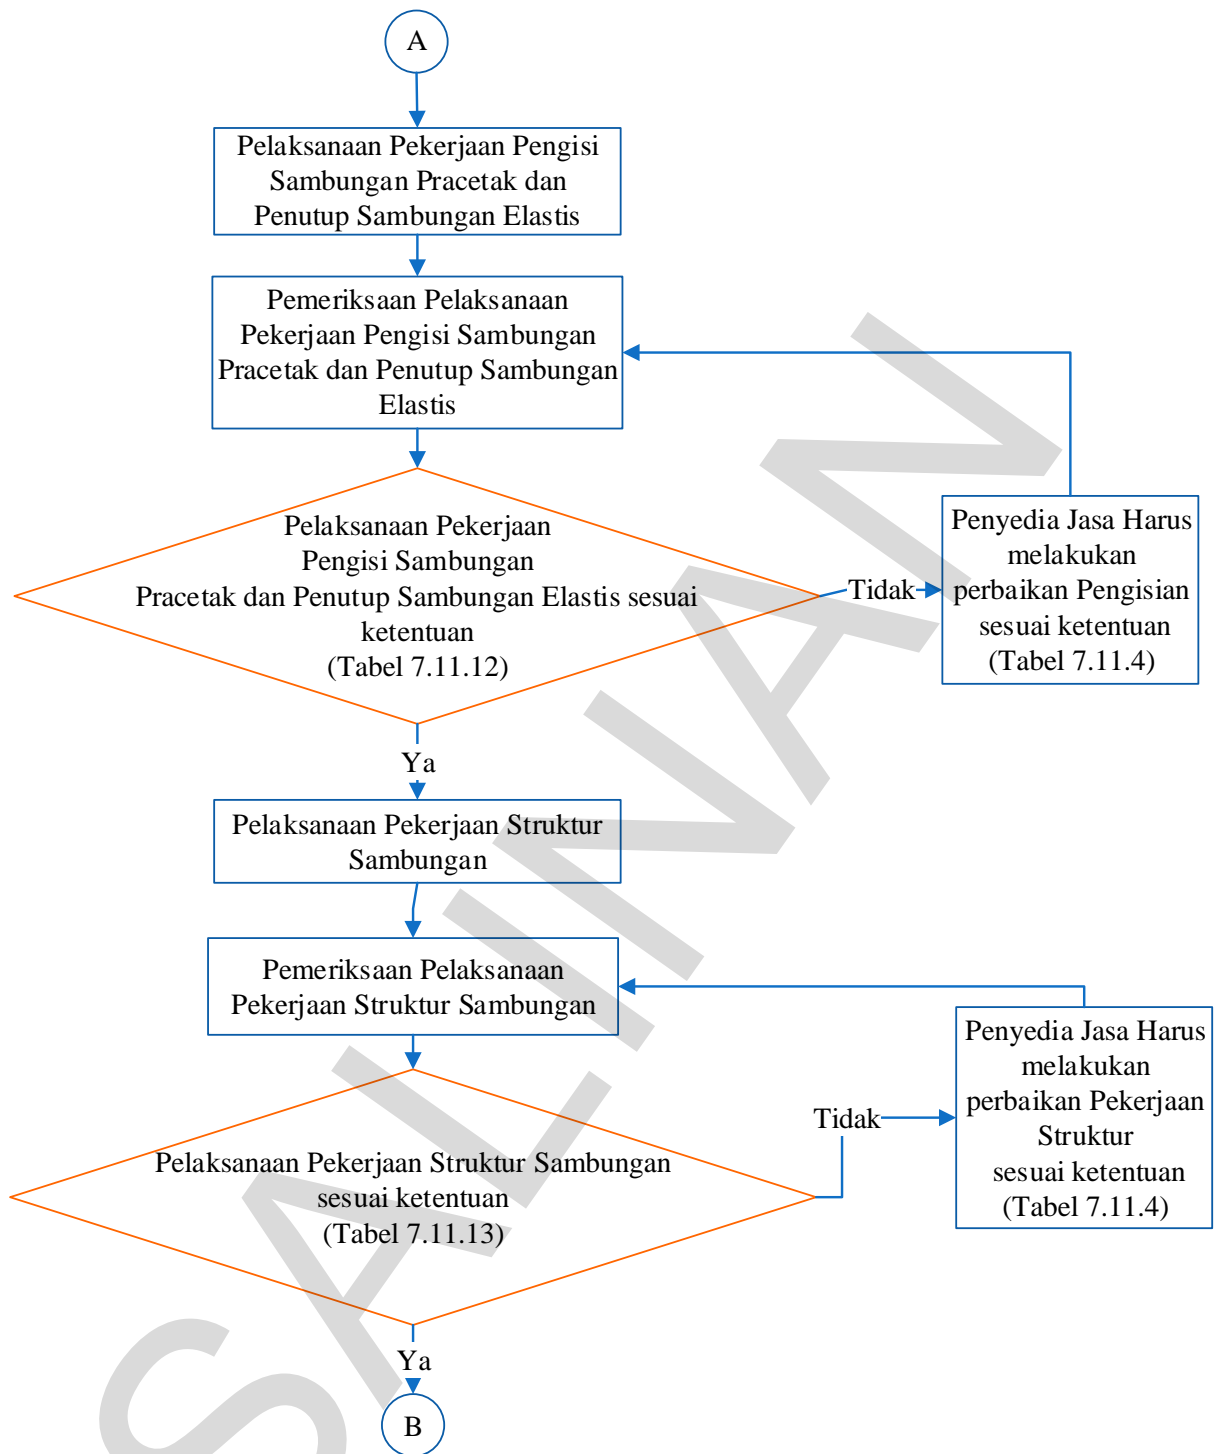 A
Pelaksanaan Pekerjaan Pengisi
Sambungan Pracetak dan
Penutup Sambungan Elastis
Pemeriksaan Pelaksanaan
Pekerjaan Pengisi Sambungan
Pracetak dan Penutup Sambungan
Elastis
Pelaksanaan Pekerjaan
Pengisi Sambungan
Pracetak dan Penutup Sambungan Elastis sesuai
ketentuan
(Tabel 7.11.12)
Tidak
Penyedia Jasa Harus
melakukan
perbaikan Pengisian
sesuai ketentuan
(Tabel 7.11.4)
Ya
Pelaksanaan Pekerjaan Struktur
Sambungan
Pemeriksaan Pelaksanaan
Pekerjaan Struktur Sambungan
Pelaksanaan Pekerjaan Struktur Sambungan
sesuai ketentuan
(Tabel 7.11.13)
Tidak
Penyedia Jasa Harus
melakukan
perbaikan Pekerjaan
Struktur
sesuai ketentuan
(Tabel 7.11.4)
Ya
B
SALINAN